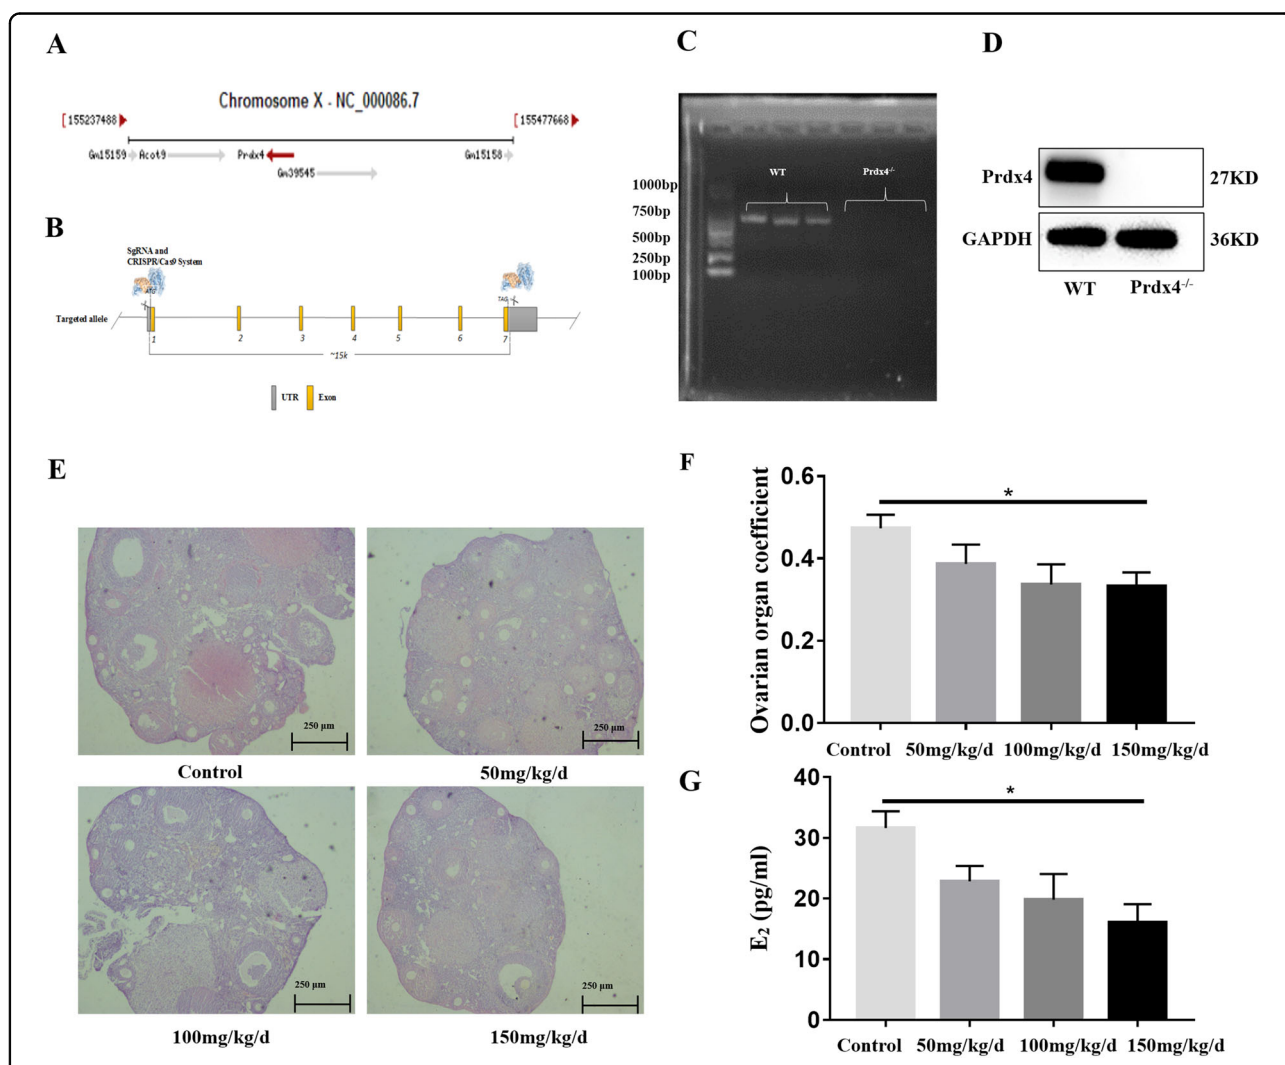 A
Chromosome X - NC_000086.7
[ 155237488 [ 155477668
Gm15159 Acot9 Prdx4 Gm15158
Gm39545
B
SgRNA and
CRISPR/Cas9 System
ATG TAG
Targeted allele
1 2 3 4 5 6 7
~15k
UTR Exon
C
WT Prdx4-/-
1000bp
750bp
500bp
250bp
100bp
D
Prdx4 27KD
GAPDH 36KD
WT Prdx4-/-
E
250 μm 250 μm
Control 50mg/kg/d
250 μm 250 μm
100mg/kg/d 150mg/kg/d
F
Ovarian organ coefficient
0.6
0.4
0.2
0.0
*
Control 50mg/kg/d 100mg/kg/d 150mg/kg/d
G
E2 (pg/ml)
40
30
20
10
0
*
Control 50mg/kg/d 100mg/kg/d 150mg/kg/d